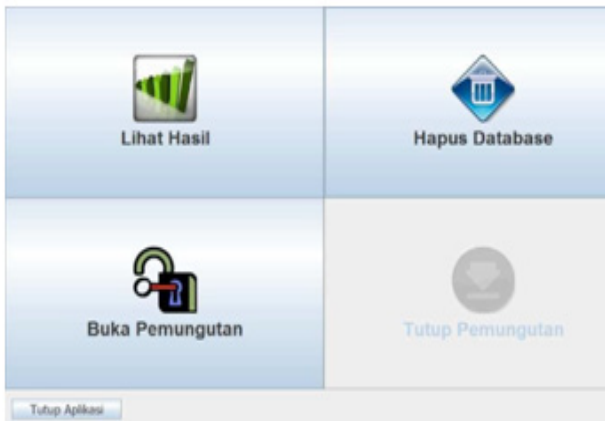 Lihat Hasil
Hapus Database
Buka Pemungutan
Tutup Pemungutan
Tutup Aplikasi